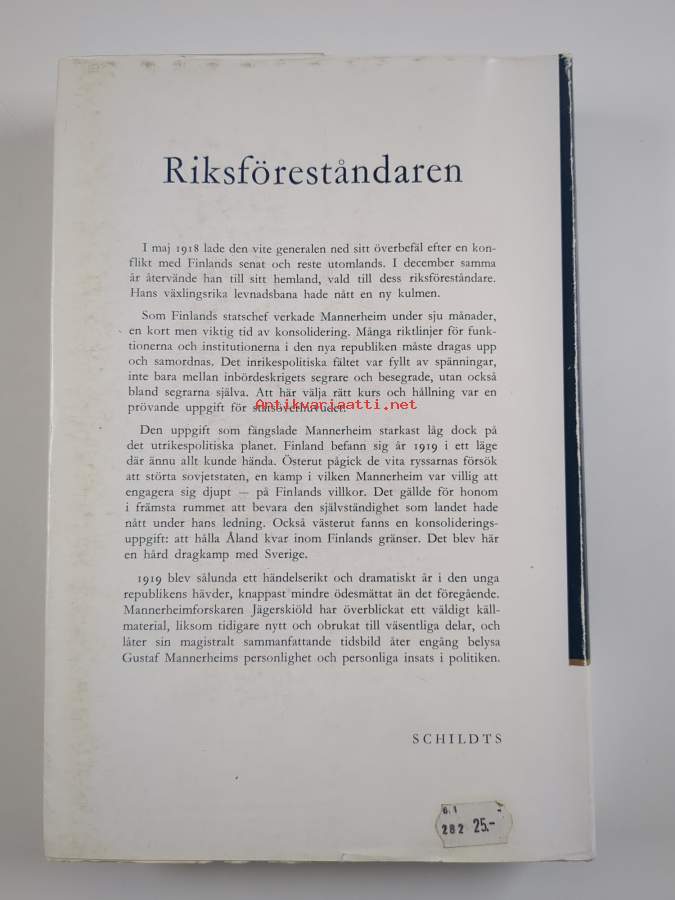 Riksföreståndaren
I maj 1918 lade den vite generalen ned sitt överbefäl efter en kon-
flikt med Finlands senat och reste utomlands. I december samma
år återvände han till sitt hemland, vald till dess riksföreståndare.
Hans växlingsrika levnadsbana hade nått en ny kulmen.
Som Finlands statschef verkade Mannerheim under sju månader,
en kort men viktig tid av konsolidering. Många riktlinjer för funk-
tionerna och institutionerna i den nya republiken måste dragas upp
och samordnas. Det inrikespolitiska fältet var fyllt av spänningar,
inte bara mellan inbördeskrigets segrare och besegrade, utan också
bland segrarna själva. Att här välja rätt kurs och hållning var en
prövande uppgift för statsöverhuvudet.
Antikvariaatti.net
Den uppgift som fängslade Mannerheim starkast låg dock på
det utrikespolitiska planet. Finland befann sig år 1919 i ett läge
där ännu allt kunde hända. Österut pågick de vita ryssarnas försök
att störta sovjetstaten, en kamp i vilken Mannerheim var villig att
engagera sig djupt — på Finlands villkor. Det gällde för honom
i främsta rummet att bevara den självständighet som landet hade
nått under hans ledning. Också västerut fanns en konsoliderings-
uppgift: att hålla Åland kvar inom Finlands gränser. Det blev här
en hård dragkamp med Sverige.
1919 blev sålunda ett händelserikt och dramatiskt år i den unga
republikens hävder, knappast mindre ödesmättat än det föregående.
Mannerheimforskaren Jägerskiöld har överblickat ett väldigt käll-
material, liksom tidigare nytt och obrukat till väsentliga delar, och
låter sin magistralt sammanfattande tidsbild åter engång belysa
Gustaf Mannerheims personlighet och personliga insats i politiken.
SCHILDTS
6.1
282 25.-